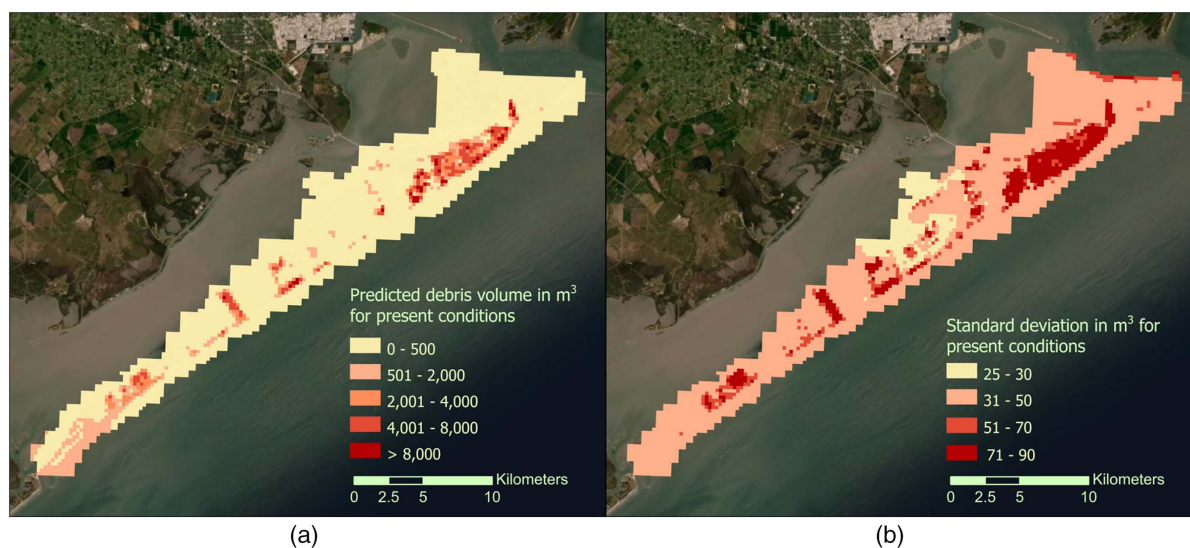 Predicted debris volume in m³
for present conditions
0 - 500
501 - 2,000
2,001 - 4,000
4,001 - 8,000
> 8,000
Kilometers
0 2.5 5 10
(a)
Standard deviation in m³ for
present conditions
25 - 30
31 - 50
51 - 70
71 - 90
Kilometers
0 2.5 5 10
(b)